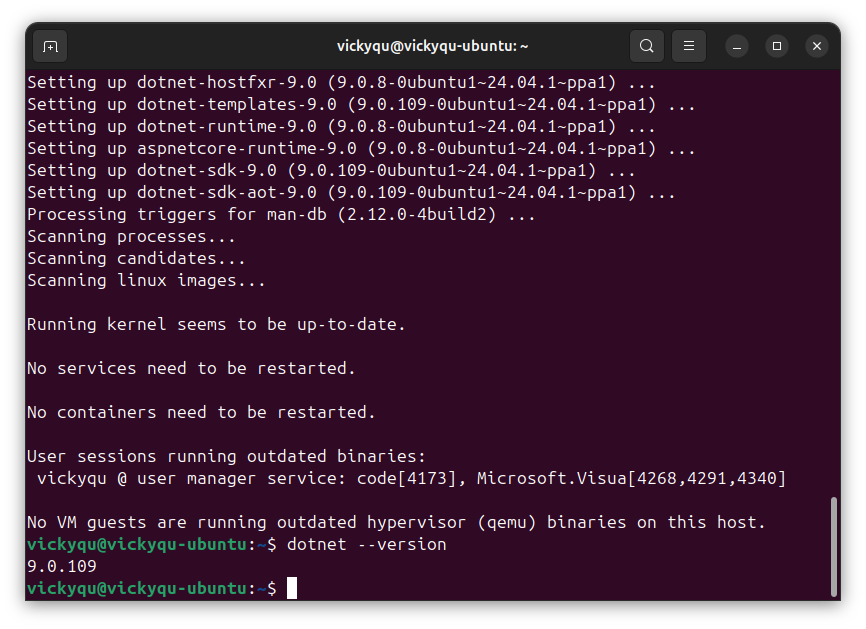 vickyqu@vickyqu-ubuntu: ~
Setting up dotnet-hostfxr-9.0 (9.0.8-0ubuntu1~24.04.1~ppa1) ...
Setting up dotnet-templates-9.0 (9.0.109-0ubuntu1~24.04.1~ppa1) ...
Setting up dotnet-runtime-9.0 (9.0.8-0ubuntu1~24.04.1~ppa1) ...
Setting up aspnetcore-runtime-9.0 (9.0.8-0ubuntu1~24.04.1~ppa1) ...
Setting up dotnet-sdk-9.0 (9.0.109-0ubuntu1~24.04.1~ppa1) ...
Setting up dotnet-sdk-aot-9.0 (9.0.109-0ubuntu1~24.04.1~ppa1) ...
Processing triggers for man-db (2.12.0-4build2) ...
Scanning processes...
Scanning candidates...
Scanning linux images...
Running kernel seems to be up-to-date.
No services need to be restarted.
No containers need to be restarted.
User sessions running outdated binaries:
 vickyqu @ user manager service: code[4173], Microsoft.Visua[4268,4291,4340]
No VM guests are running outdated hypervisor (qemu) binaries on this host.
vickyqu@vickyqu-ubuntu:~$ dotnet --version
9.0.109
vickyqu@vickyqu-ubuntu:~$